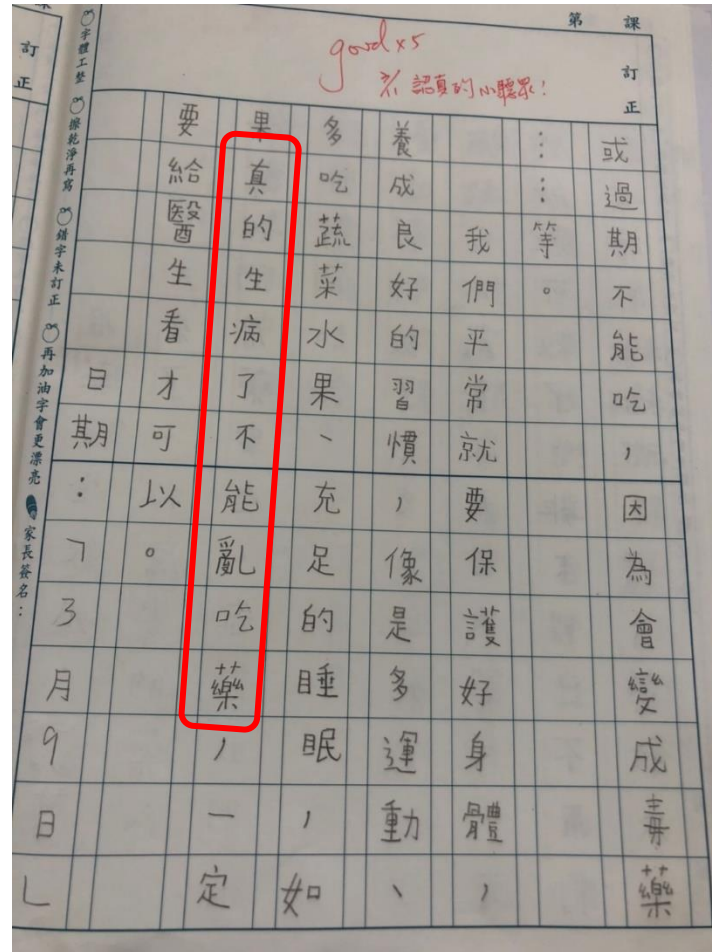 第 課 訂正
good x5
認真的小聽眾!
或過期不能吃，因為會變成毒藥
……等。
我們平常就要保護好身體，
養成良好的習慣，像是多運動、
多吃蔬菜水果、充足的睡眠，如
果真的生病了不能亂吃藥，一定
要給醫生看才可以。
日期：「3月9日」
字體工整 擦乾淨再寫 錯字未訂正 再加油字會更漂亮 家長簽名：
訂正